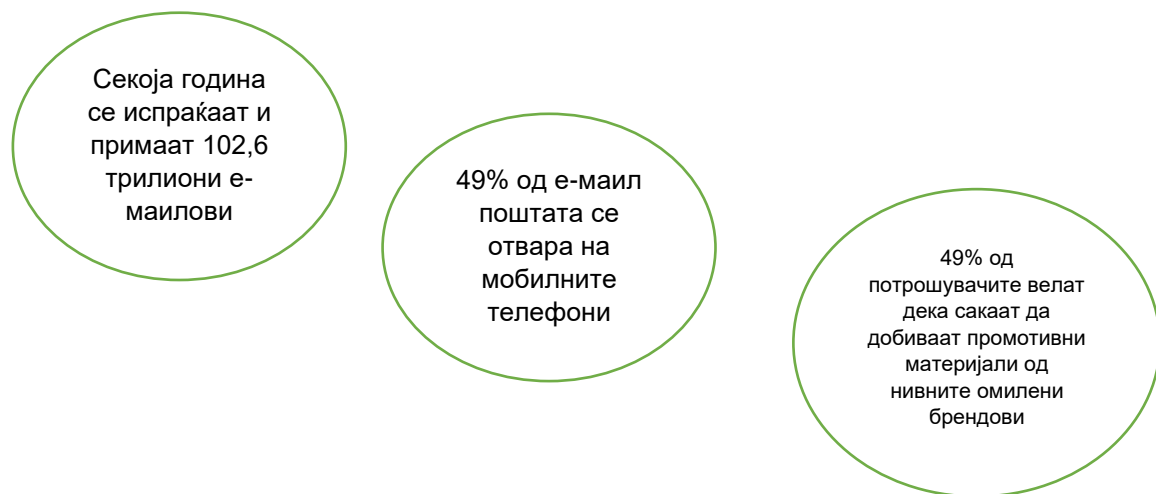 Секоја година
се испраќаат и
примаат 102,6
трилиони е-
маилови
49% од е-маил
поштата се
отвара на
мобилните
телефони
49% од
потрошувачите велат
дека сакаат да
добиваат промотивни
материјали од
нивните омилени
брендови